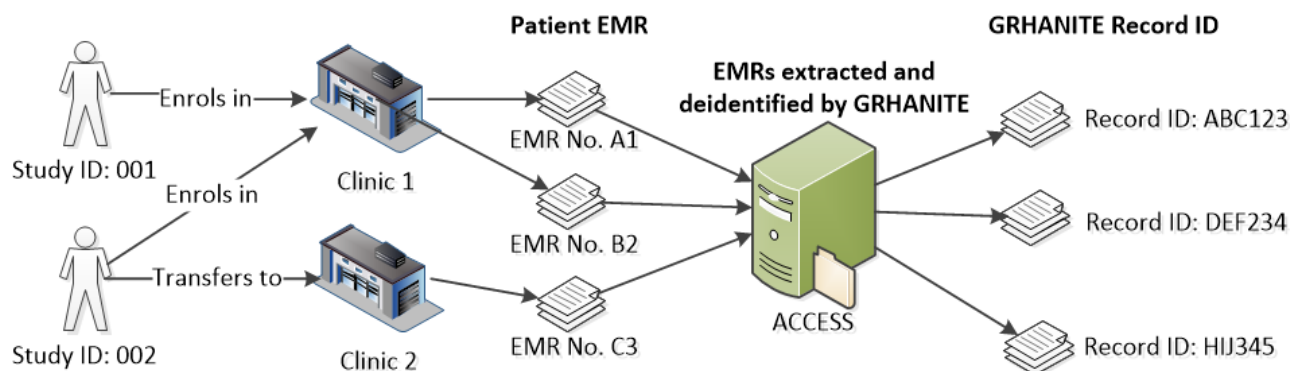 Patient EMR
GRHANITE Record ID
EMRs extracted and
deidentified by GRHANITE
Enrols in
Study ID: 001
Enrols in
Clinic 1
EMR No. A1
Record ID: ABC123
EMR No. B2
Record ID: DEF234
Transfers to
Study ID: 002
Clinic 2
EMR No. C3
ACCESS
Record ID: HIJ345